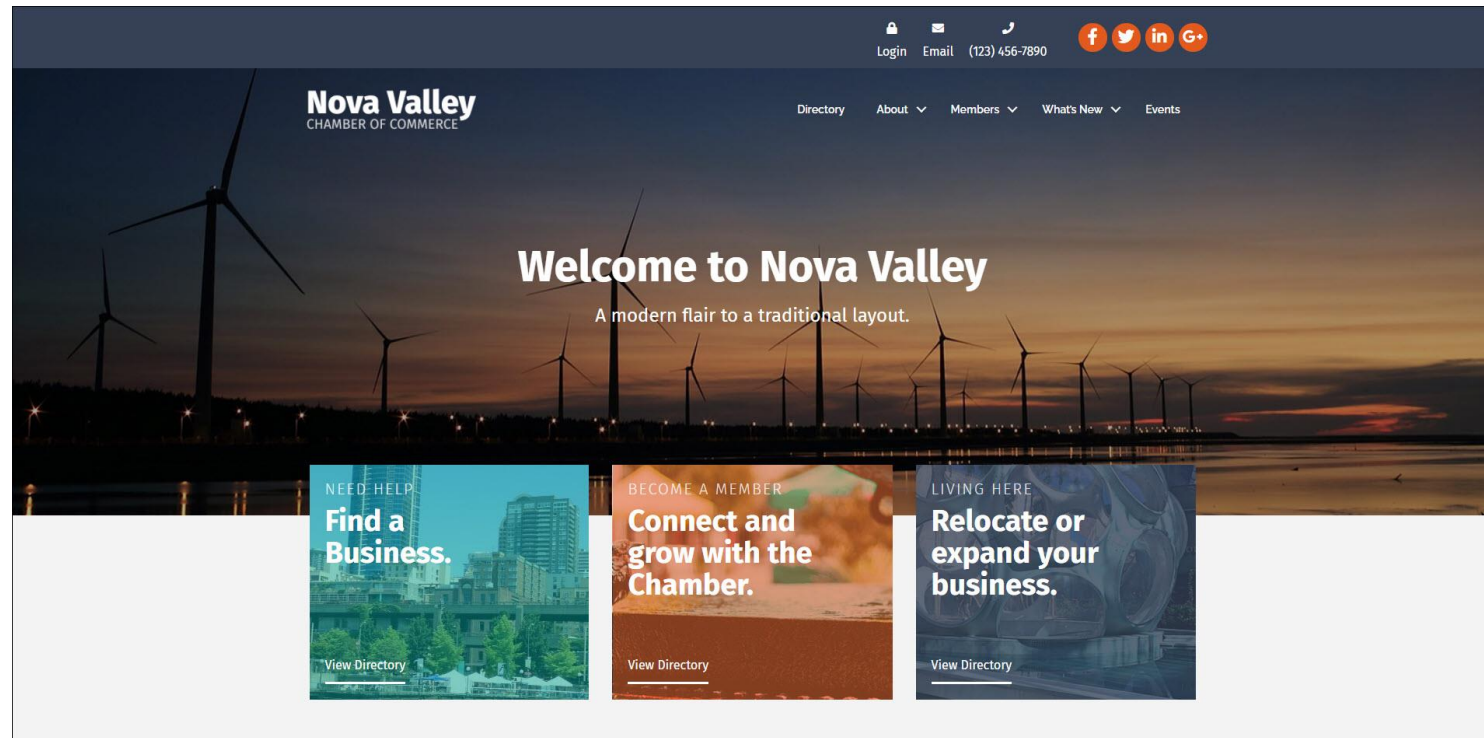 Login Email (123) 456-7890
Nova Valley
CHAMBER OF COMMERCE
Directory About Members What's New Events
Welcome to Nova Valley
A modern flair to a traditional layout.
NEED HELP
Find a
Business.
View Directory
BECOME A MEMBER
Connect and
grow with the
Chamber.
View Directory
LIVING HERE
Relocate or
expand your
business.
View Directory